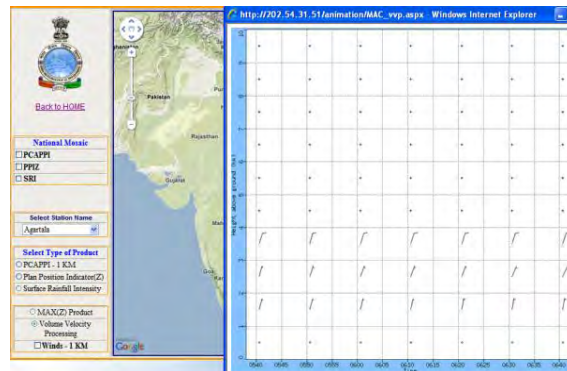 Back to HOME
National Mosaic
PCAPPI
PPIZ
SRI
Select Station Name
Agartala
Select Type of Product
PCAPPI - 1 KM
Plan Position Indicator(Z)
Surface Rainfall Intensity
MAX(Z) Product
Volume Velocity
Processing
Winds - 1 KM
Pakistan
Rajasthan
Gujarat
Google
http://202.54.31.51/animation/MAC_vvp.aspx - Windows Internet Explorer
Height above ground (km)
0540 0545 0550 0555 0600 0605 0610 0615 0620 0625 0630 0635 0640